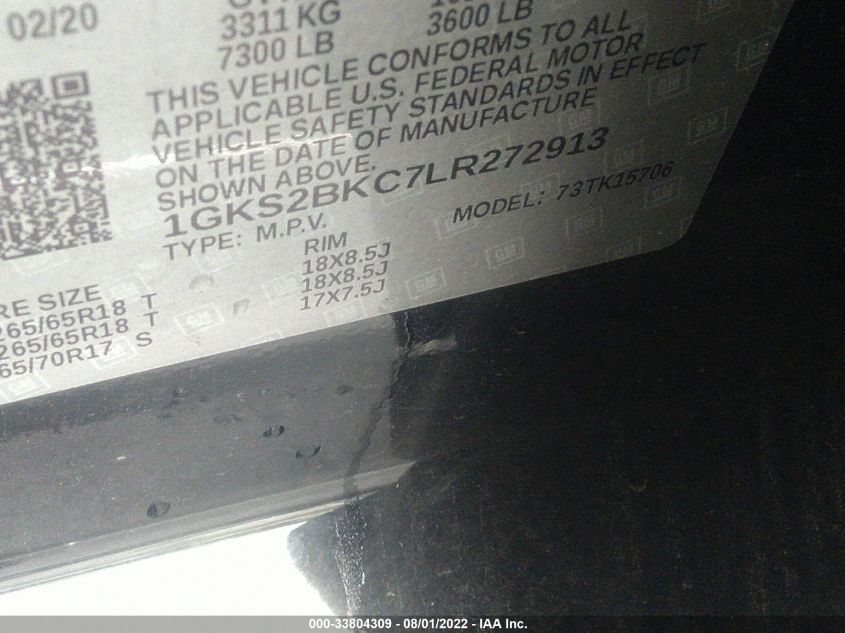 02/20
3311 KG
7300 LB
3600 LB
THIS VEHICLE CONFORMS TO ALL
APPLICABLE U.S. FEDERAL MOTOR
VEHICLE SAFETY STANDARDS IN EFFECT
ON THE DATE OF MANUFACTURE
SHOWN ABOVE.
1GKS2BKC7LR272913
TYPE: M.P.V.
MODEL: 73TK15706
RE SIZE RIM
265/65R18 T 18X8.5J
265/65R18 T 18X8.5J
65/70R17 S 17X7.5J
GM
000-33804309 - 08/01/2022 - IAA Inc.